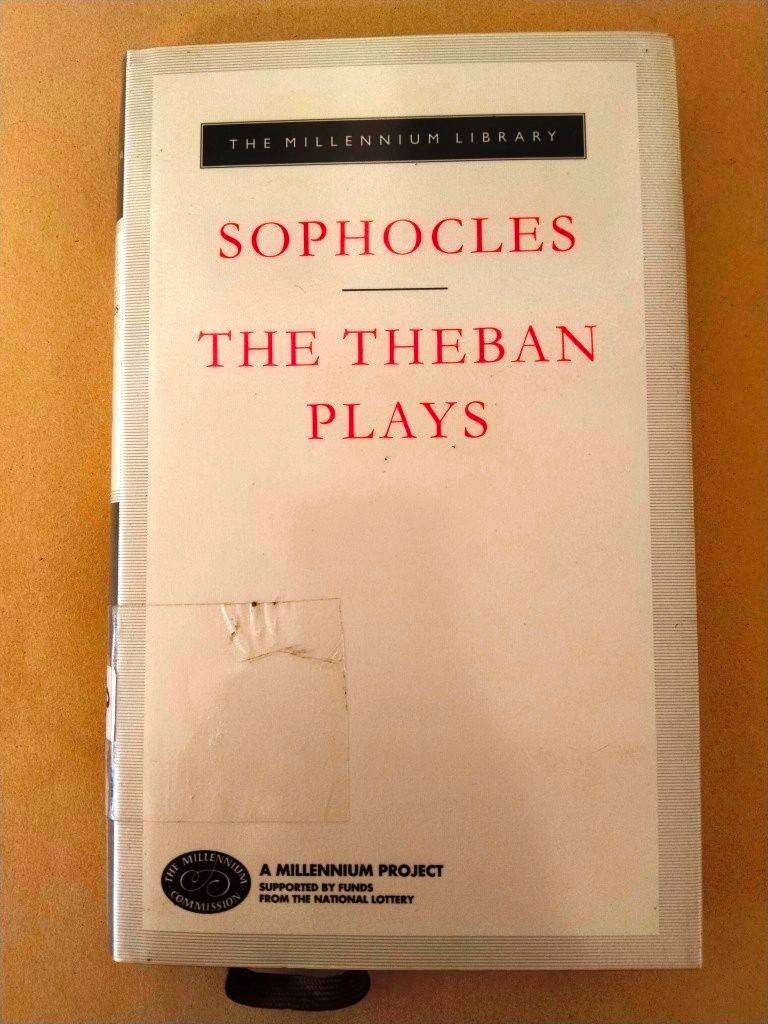 THE MILLENNIUM LIBRARY
SOPHOCLES
THE THEBAN
PLAYS
THE MILLENNIUM
COMMISSION
A MILLENNIUM PROJECT
SUPPORTED BY FUNDS
FROM THE NATIONAL LOTTERY